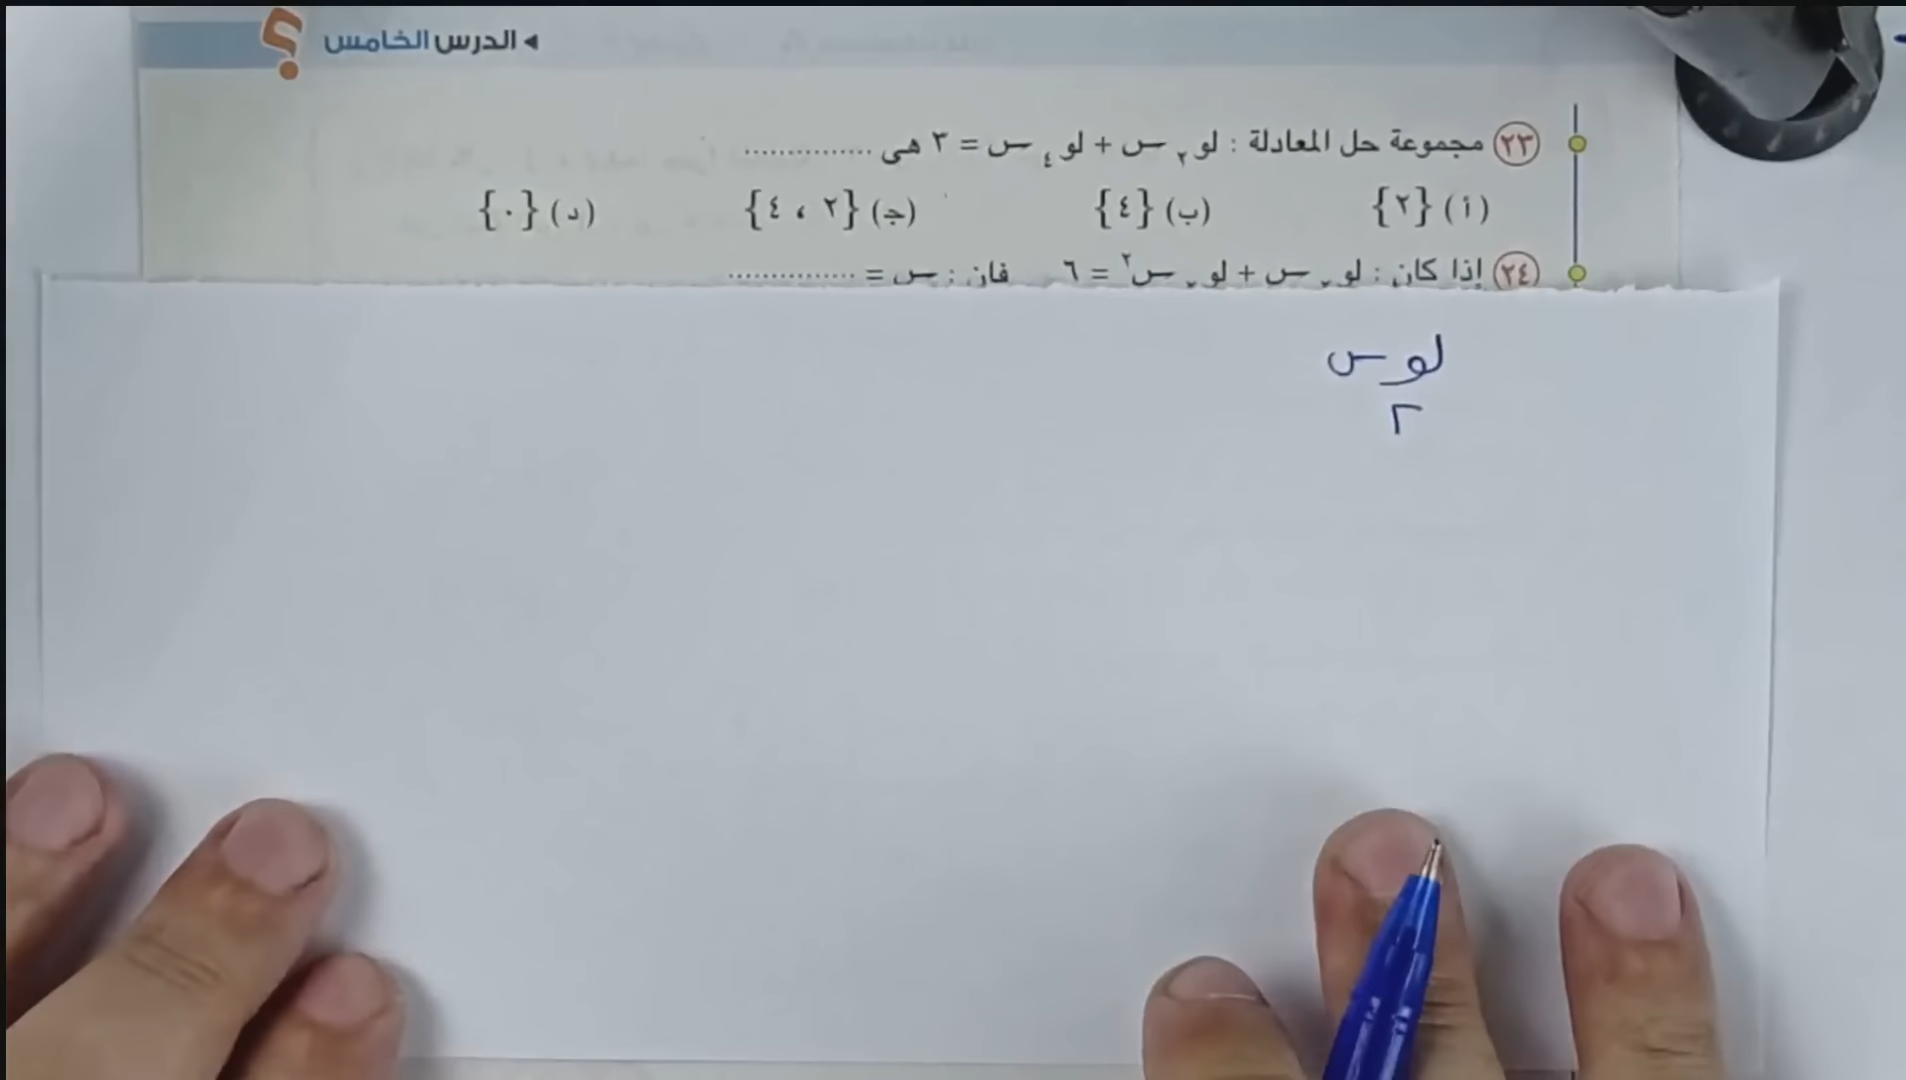 الدرس الخامس
٢٣ مجموعة حل المعادلة : لو٢ س + لو٤ س = ٣ هى ...............
(أ) {٢} (ب) {٤} (جـ) {٢ ، ٤} (د) {٠}
٢٤ إذا كان : لو س + لو س٢ = ٦ فإن : س = ...............
لو س
٢